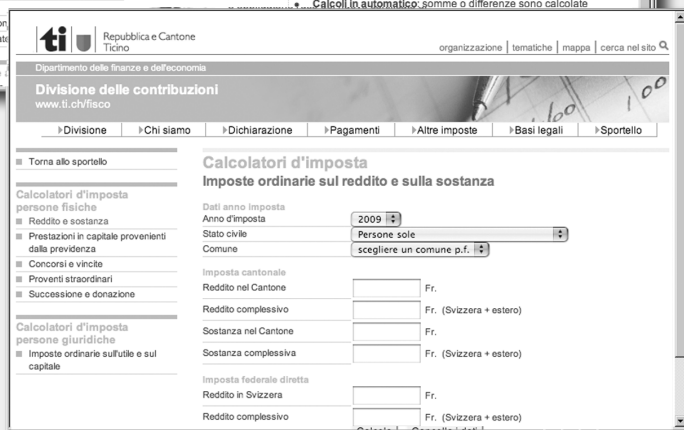 Calcoli in automatico: somme o differenze sono calcolate
ti
Repubblica e Cantone
Ticino
organizzazione | tematiche | mappa | cerca nel sito
Dipartimento delle finanze e dell'economia
Divisione delle contribuzioni
www.ti.ch/fisco
Divisione
Chi siamo
Dichiarazione
Pagamenti
Altre imposte
Basi legali
Sportello
Torna allo sportello
Calcolatori d'imposta
persone fisiche
Reddito e sostanza
Prestazioni in capitale provenienti
dalla previdenza
Concorsi e vincite
Proventi straordinari
Successione e donazione
Calcolatori d'imposta
persone giuridiche
Imposte ordinarie sull'utile e sul
capitale
Calcolatori d'imposta
Imposte ordinarie sul reddito e sulla sostanza
Dati anno imposta
Anno d'imposta 2009
Stato civile Persone sole
Comune scegliere un comune p.f.
Imposta cantonale
Reddito nel Cantone Fr.
Reddito complessivo Fr. (Svizzera + estero)
Sostanza nel Cantone Fr.
Sostanza complessiva Fr. (Svizzera + estero)
Imposta federale diretta
Reddito in Svizzera Fr.
Reddito complessivo Fr. (Svizzera + estero)